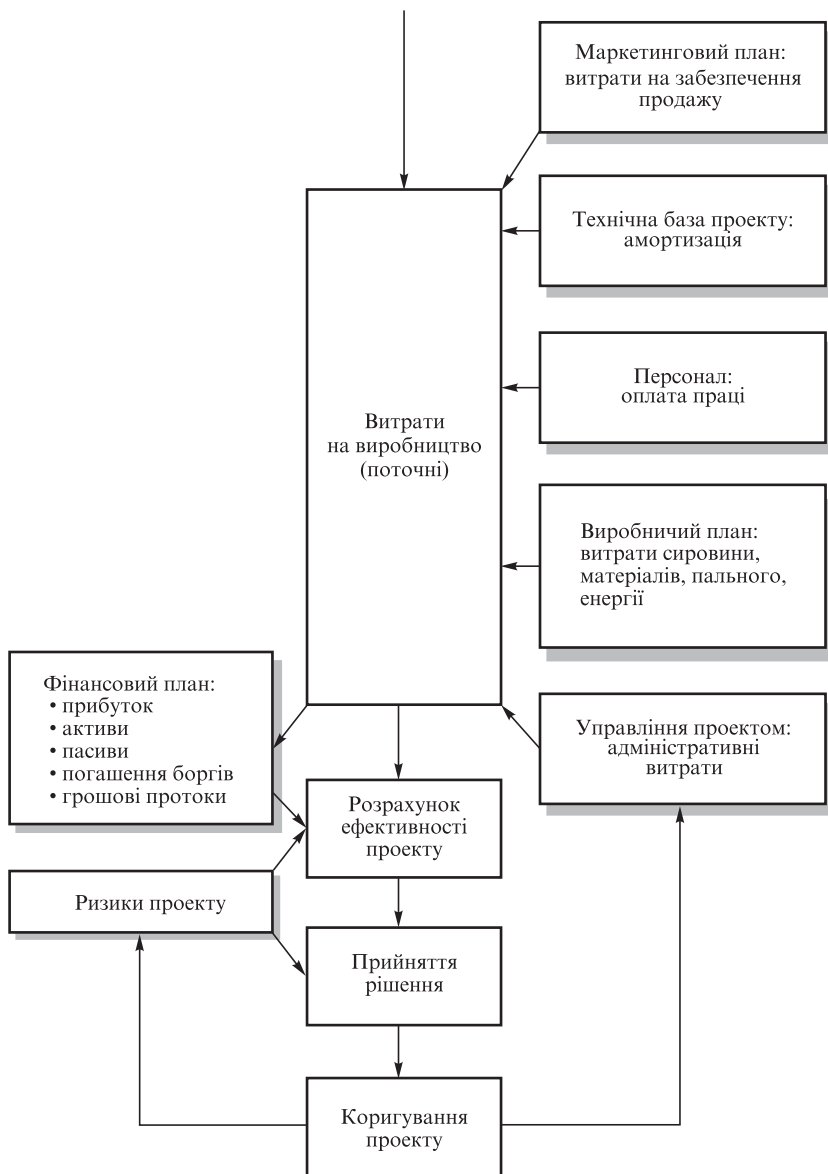 Маркетинговий план:
витрати на забезпечення
продажу
Технічна база проекту:
амортизація
Персонал:
оплата праці
Витрати
на виробництво
(поточні)
Виробничий план:
витрати сировини,
матеріалів, пального,
енергії
Фінансовий план:
• прибуток
• активи
• пасиви
• погашення боргів
• грошові протоки
Управління проектом:
адміністративні
витрати
Розрахунок
ефективності
проекту
Ризики проекту
Прийняття
рішення
Коригування
проекту